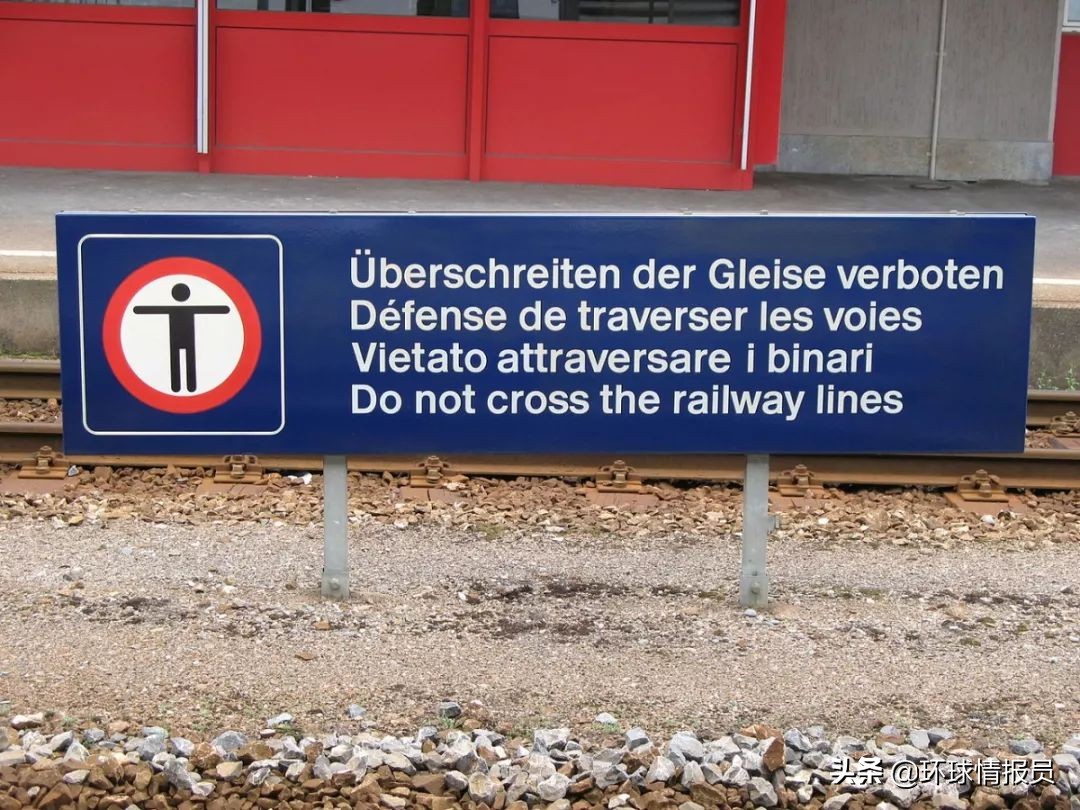 Überschreiten der Gleise verboten
Défense de traverser les voies
Vietato attraversare i binari
Do not cross the railway lines
头条 @环球情报员